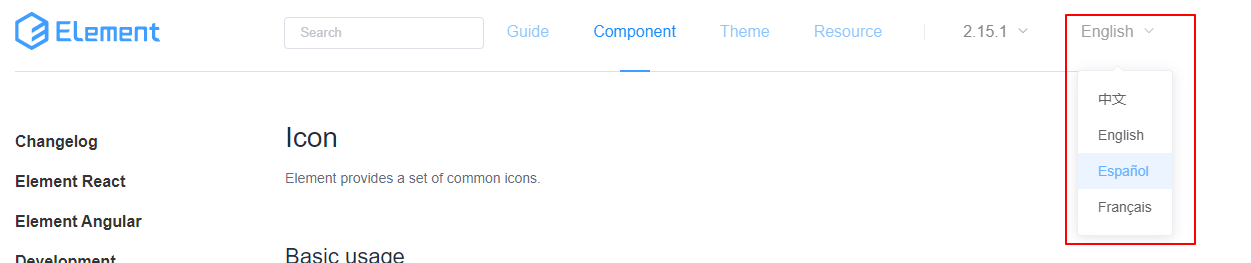 Element
Search
Guide
Component
Theme
Resource
2.15.1
English
中文
English
Español
Français
Changelog
Element React
Element Angular
Development
Icon
Element provides a set of common icons.
Basic usage